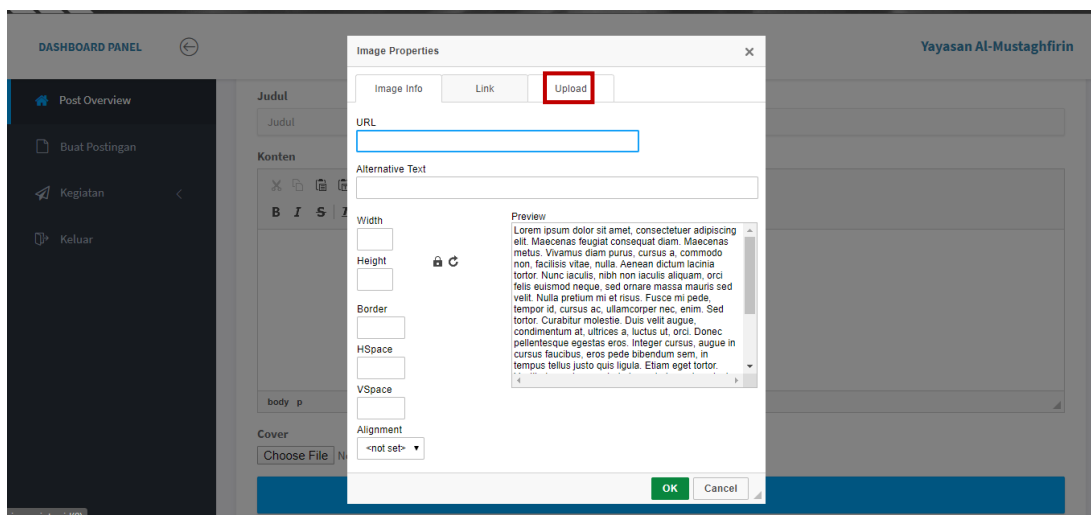 DASHBOARD PANEL
Yayasan Al-Mustaghfirin
Post Overview
Buat Postingan
Kegiatan
Keluar
Judul
Judul
Konten
B I S
body p
Cover
Choose File
Image Properties
Image Info Link Upload
URL
Alternative Text
Width
Height
Border
HSpace
VSpace
Alignment
<not set>
Preview
Lorem ipsum dolor sit amet, consectetuer adipiscing
elit. Maecenas feugiat consequat diam. Maecenas
metus. Vivamus diam purus, cursus a, commodo
non, facilisis vitae, nulla. Aenean dictum lacinia
tortor. Nunc iaculis, nibh non iaculis aliquam, orci
felis euismod neque, sed ornare massa mauris sed
velit. Nulla pretium mi et risus. Fusce mi pede,
tempor id, cursus ac, ullamcorper nec, enim. Sed
tortor. Curabitur molestie. Duis velit augue,
condimentum at, ultrices a, luctus ut, orci. Donec
pellentesque egestas eros. Integer cursus, augue in
cursus faucibus, eros pede bibendum sem, in
tempus tellus justo quis ligula. Etiam eget tortor.
OK Cancel